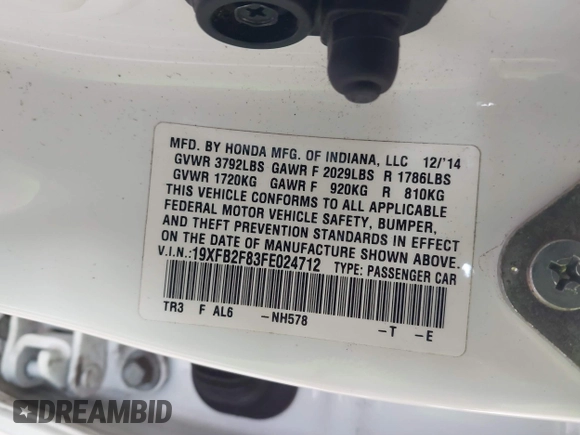 MFD. BY HONDA MFG. OF INDIANA, LLC 12/'14
GVWR 3792LBS GAWR F 2029LBS R 1786LBS
GVWR 1720KG GAWR F 920KG R 810KG
THIS VEHICLE CONFORMS TO ALL APPLICABLE
FEDERAL MOTOR VEHICLE SAFETY, BUMPER,
AND THEFT PREVENTION STANDARDS IN EFFECT
ON THE DATE OF MANUFACTURE SHOWN ABOVE.
V.I.N.:19XFB2F83FE024712 TYPE: PASSENGER CAR
TR3 F AL6 -NH578 -T -E
DREAMBID